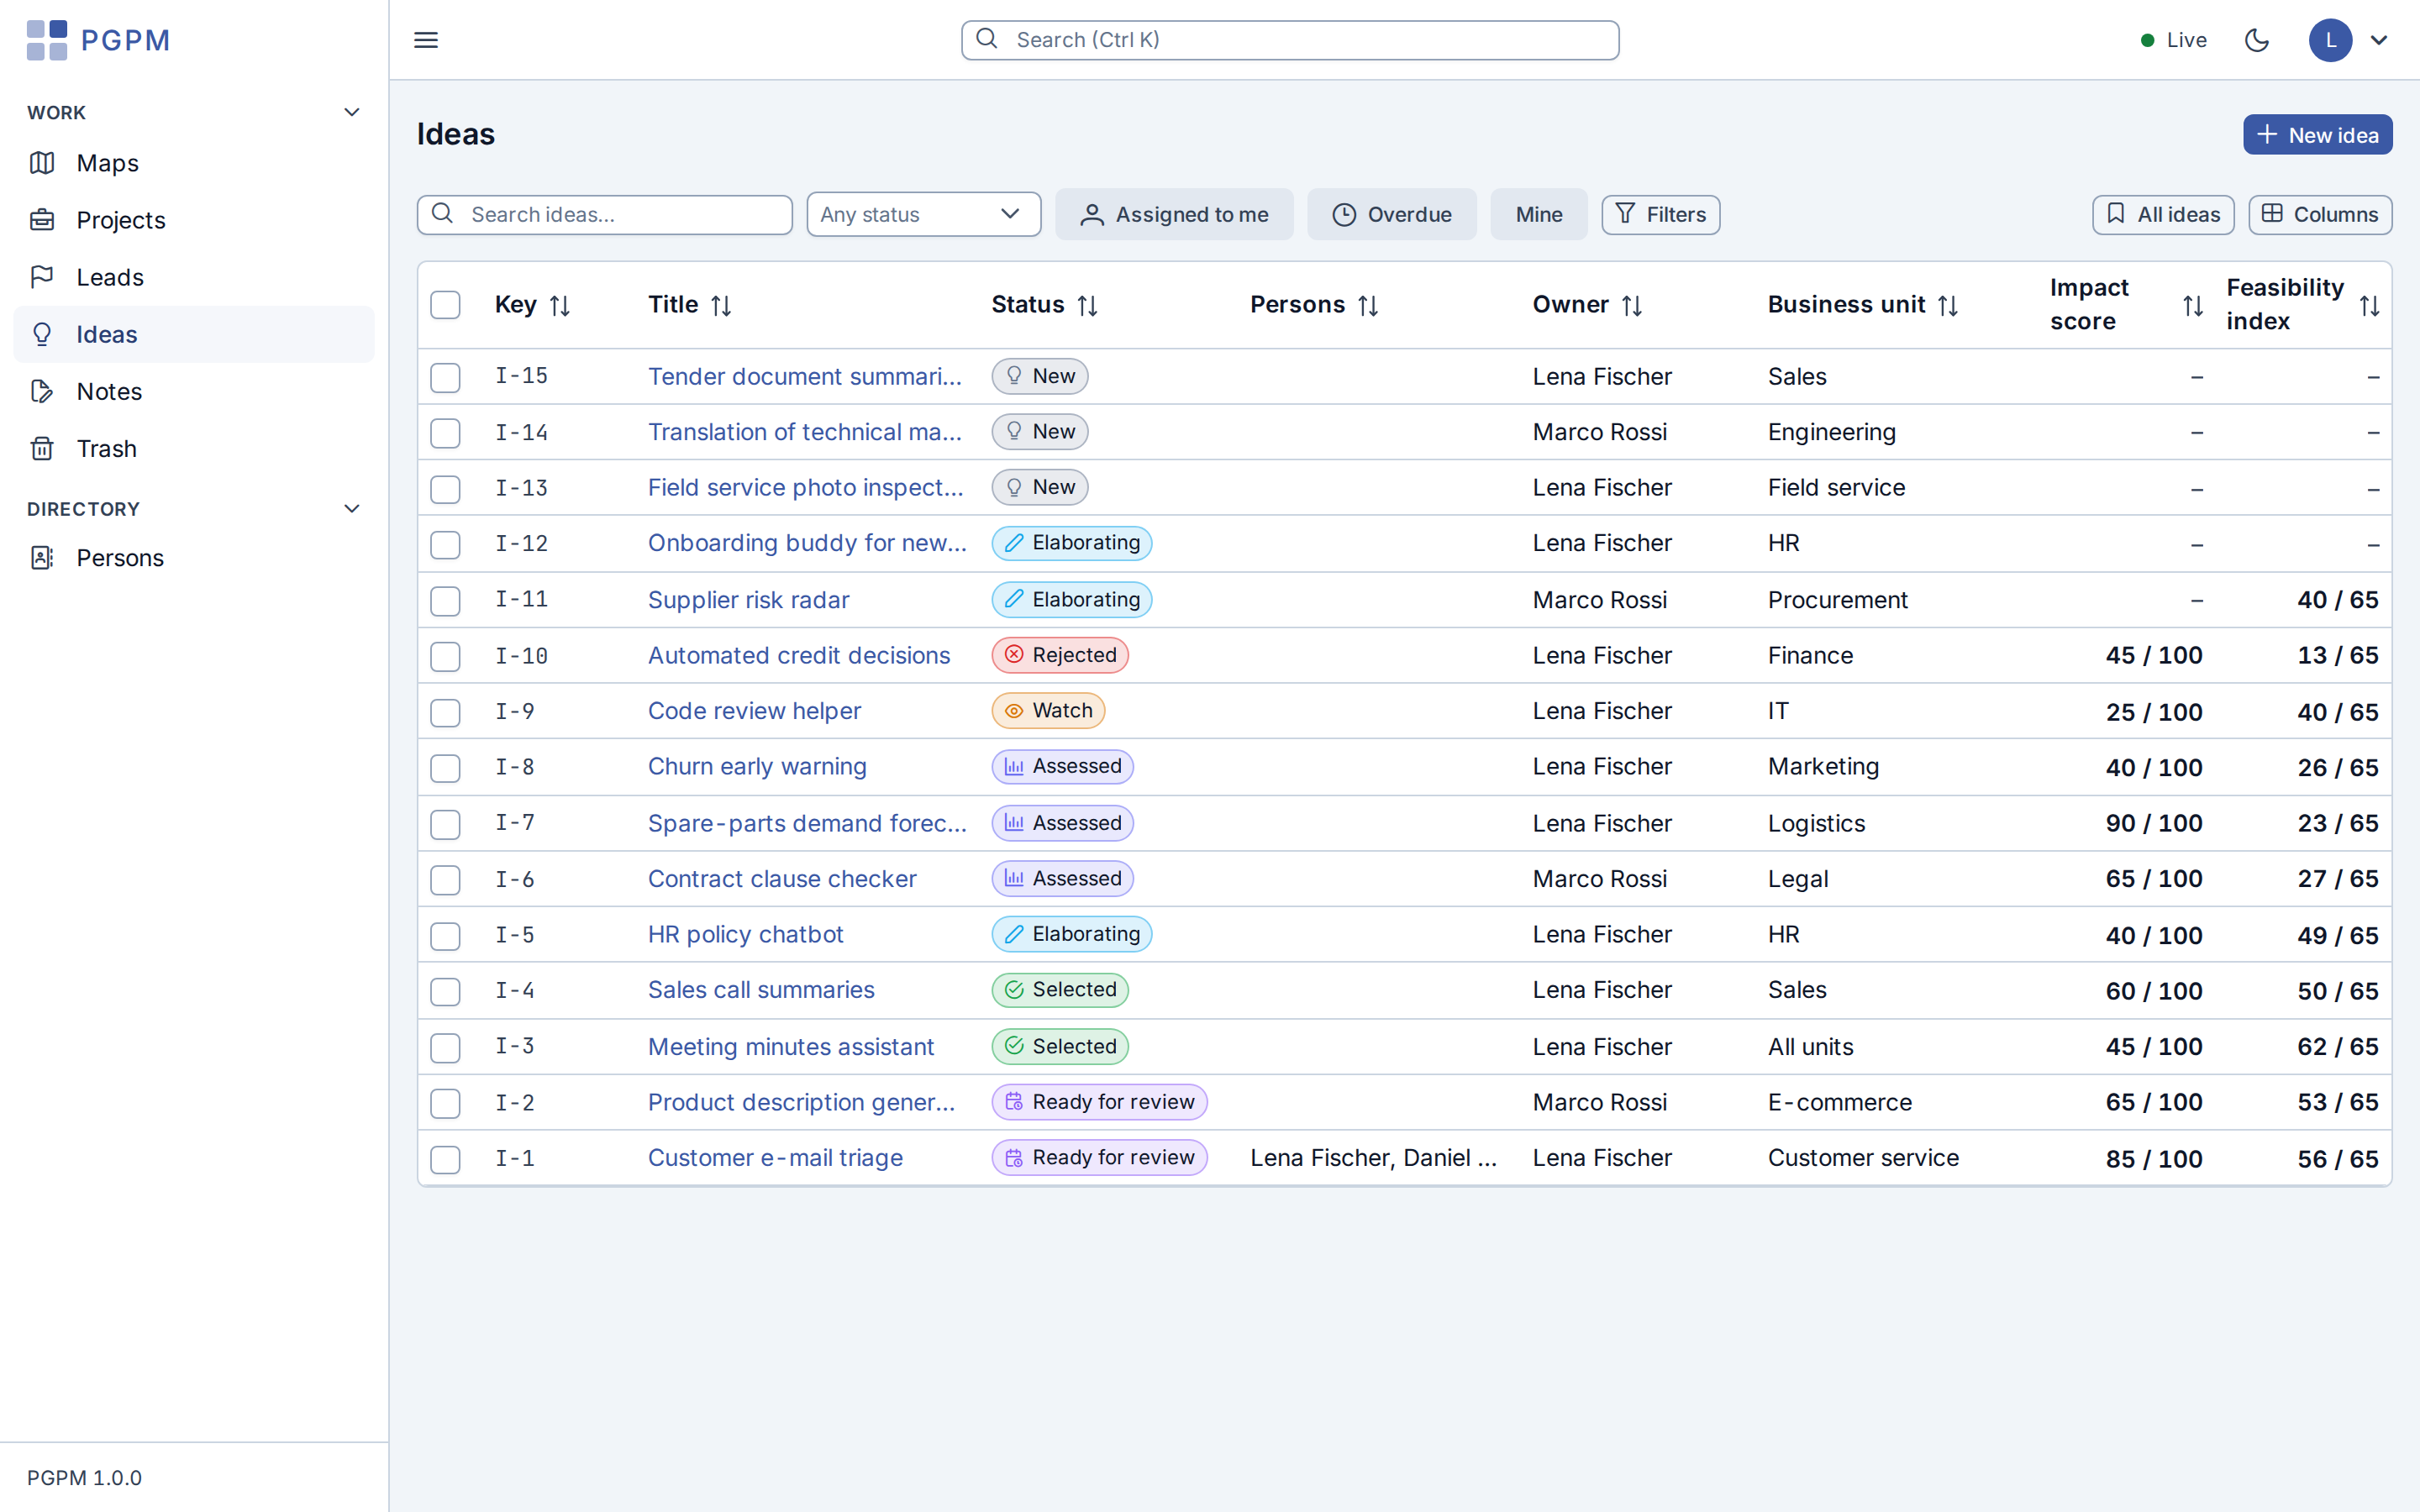 PGPM
Search (Ctrl K)
Live
L
WORK
Maps
Projects
Leads
Ideas
Notes
Trash
DIRECTORY
Persons
PGPM 1.0.0
Ideas
New idea
Search ideas...
Any status
Assigned to me
Overdue
Mine
Filters
All ideas
Columns
Key Title Status Persons Owner Business unit Impact score Feasibility index
I-15 Tender document summari... New Lena Fischer Sales – –
I-14 Translation of technical ma... New Marco Rossi Engineering – –
I-13 Field service photo inspect... New Lena Fischer Field service – –
I-12 Onboarding buddy for new... Elaborating Lena Fischer HR – –
I-11 Supplier risk radar Elaborating Marco Rossi Procurement – 40 / 65
I-10 Automated credit decisions Rejected Lena Fischer Finance 45 / 100 13 / 65
I-9 Code review helper Watch Lena Fischer IT 25 / 100 40 / 65
I-8 Churn early warning Assessed Lena Fischer Marketing 40 / 100 26 / 65
I-7 Spare-parts demand forec... Assessed Lena Fischer Logistics 90 / 100 23 / 65
I-6 Contract clause checker Assessed Marco Rossi Legal 65 / 100 27 / 65
I-5 HR policy chatbot Elaborating Lena Fischer HR 40 / 100 49 / 65
I-4 Sales call summaries Selected Lena Fischer Sales 60 / 100 50 / 65
I-3 Meeting minutes assistant Selected Lena Fischer All units 45 / 100 62 / 65
I-2 Product description gener... Ready for review Marco Rossi E-commerce 65 / 100 53 / 65
I-1 Customer e-mail triage Ready for review Lena Fischer, Daniel ... Lena Fischer Customer service 85 / 100 56 / 65